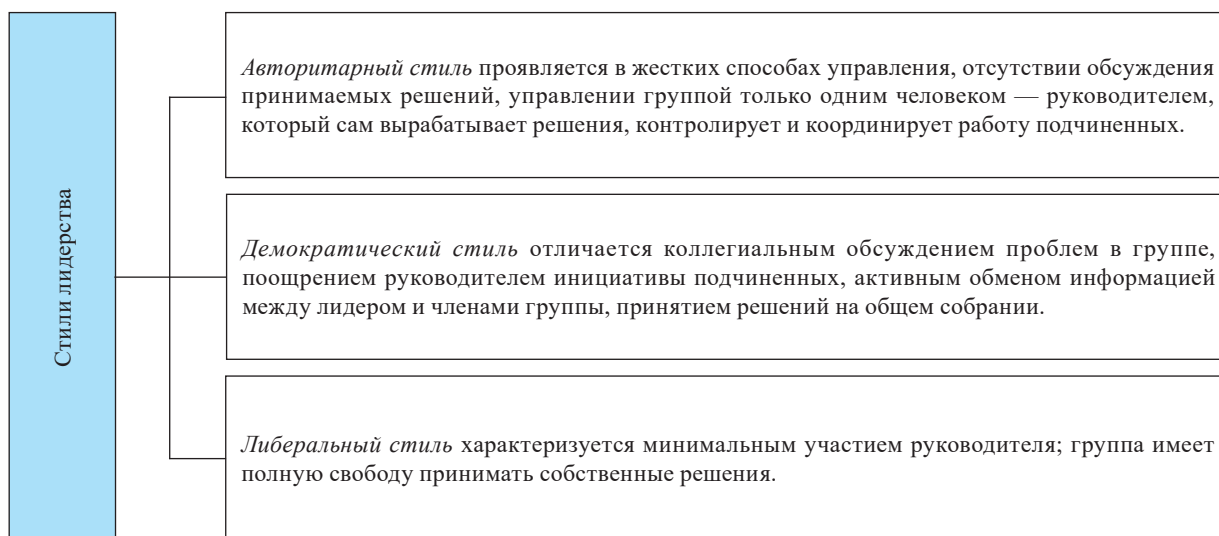 Стили лидерства
Авторитарный стиль проявляется в жестких способах управления, отсутствии обсуждения
принимаемых решений, управлении группой только одним человеком — руководителем,
который сам вырабатывает решения, контролирует и координирует работу подчиненных.
Демократический стиль отличается коллегиальным обсуждением проблем в группе,
поощрением руководителем инициативы подчиненных, активным обменом информацией
между лидером и членами группы, принятием решений на общем собрании.
Либеральный стиль характеризуется минимальным участием руководителя; группа имеет
полную свободу принимать собственные решения.